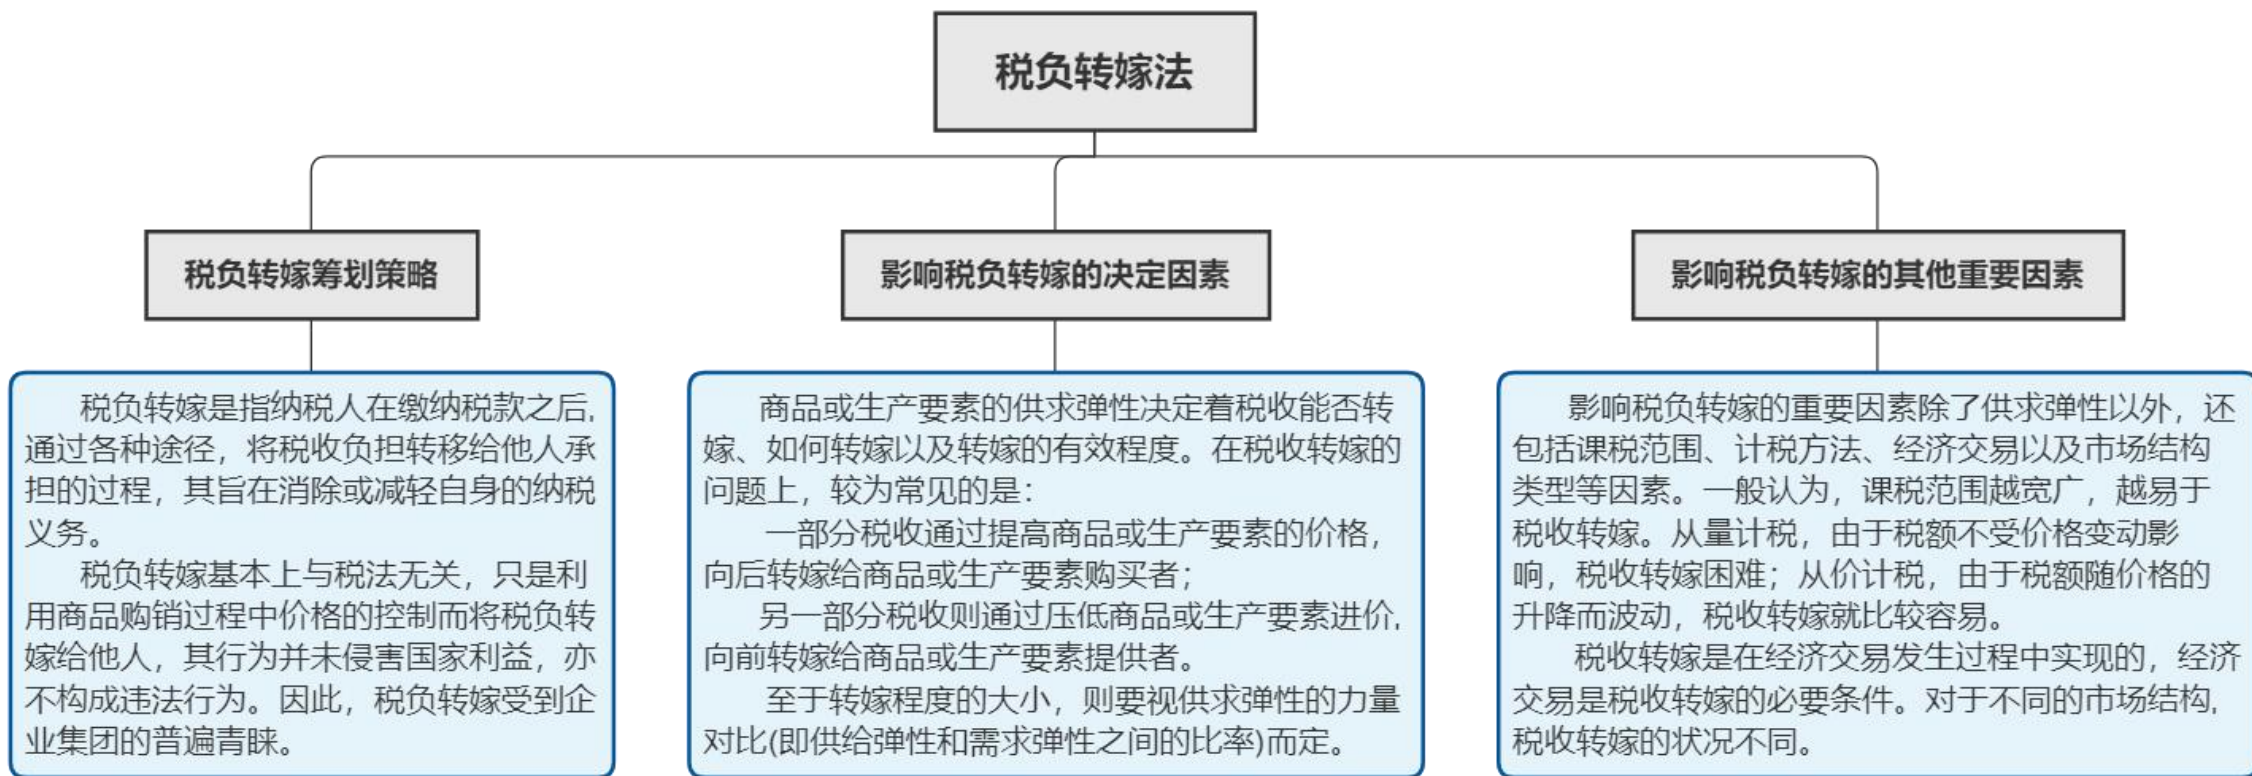 税负转嫁法
税负转嫁筹划策略
税负转嫁是指纳税人在缴纳税款之后,
通过各种途径，将税收负担转移给他人承
担的过程，其旨在消除或减轻自身的纳税
义务。
税负转嫁基本上与税法无关，只是利
用商品购销过程中价格的控制而将税负转
嫁给他人，其行为并未侵害国家利益，亦
不构成违法行为。因此，税负转嫁受到企
业集团的普遍青睐。
影响税负转嫁的决定因素
商品或生产要素的供求弹性决定着税收能否转
嫁、如何转嫁以及转嫁的有效程度。在税收转嫁的
问题上，较为常见的是：
一部分税收通过提高商品或生产要素的价格，
向后转嫁给商品或生产要素购买者；
另一部分税收则通过压低商品或生产要素进价,
向前转嫁给商品或生产要素提供者。
至于转嫁程度的大小，则要视供求弹性的力量
对比(即供给弹性和需求弹性之间的比率)而定。
影响税负转嫁的其他重要因素
影响税负转嫁的重要因素除了供求弹性以外，还
包括课税范围、计税方法、经济交易以及市场结构
类型等因素。一般认为，课税范围越宽广，越易于
税收转嫁。从量计税，由于税额不受价格变动影
响，税收转嫁困难；从价计税，由于税额随价格的
升降而波动，税收转嫁就比较容易。
税收转嫁是在经济交易发生过程中实现的，经济
交易是税收转嫁的必要条件。对于不同的市场结构,
税收转嫁的状况不同。